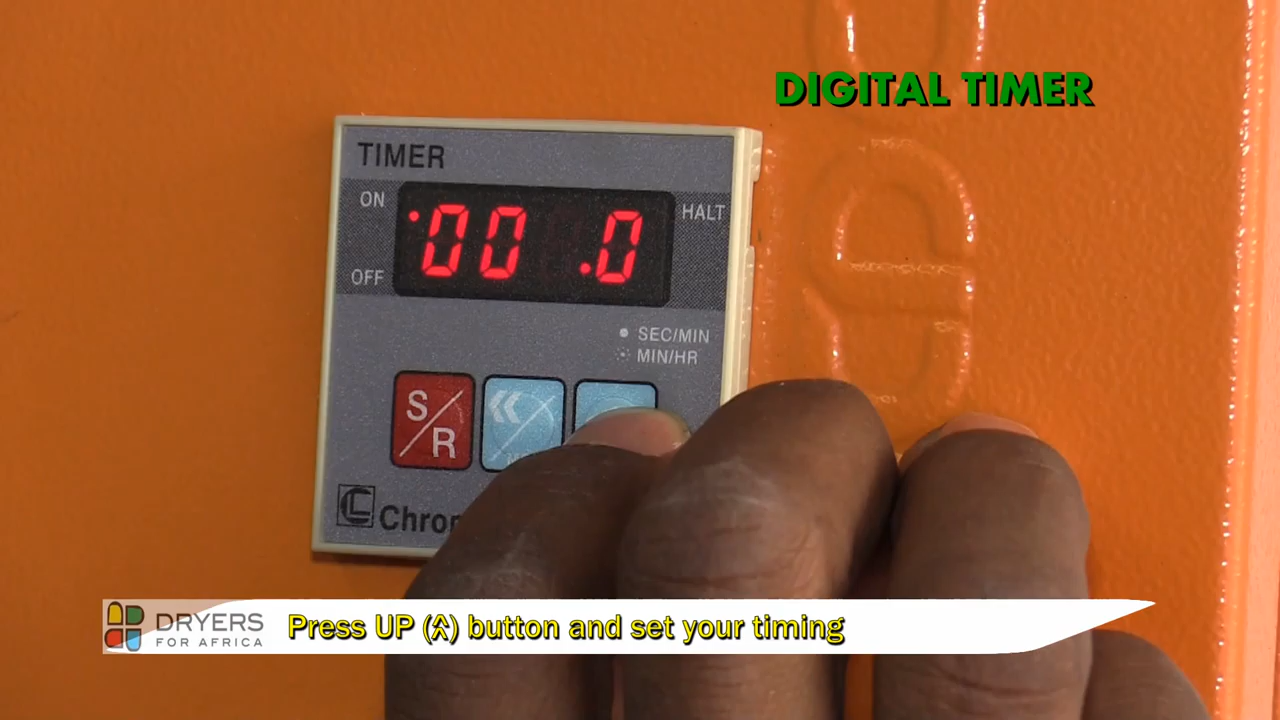 DIGITAL TIMER
TIMER
ON
HALT
00 .0
OFF
SEC/MIN
MIN/HR
S/R
Press UP (^) button and set your timing
DRYERS
FOR AFRICA